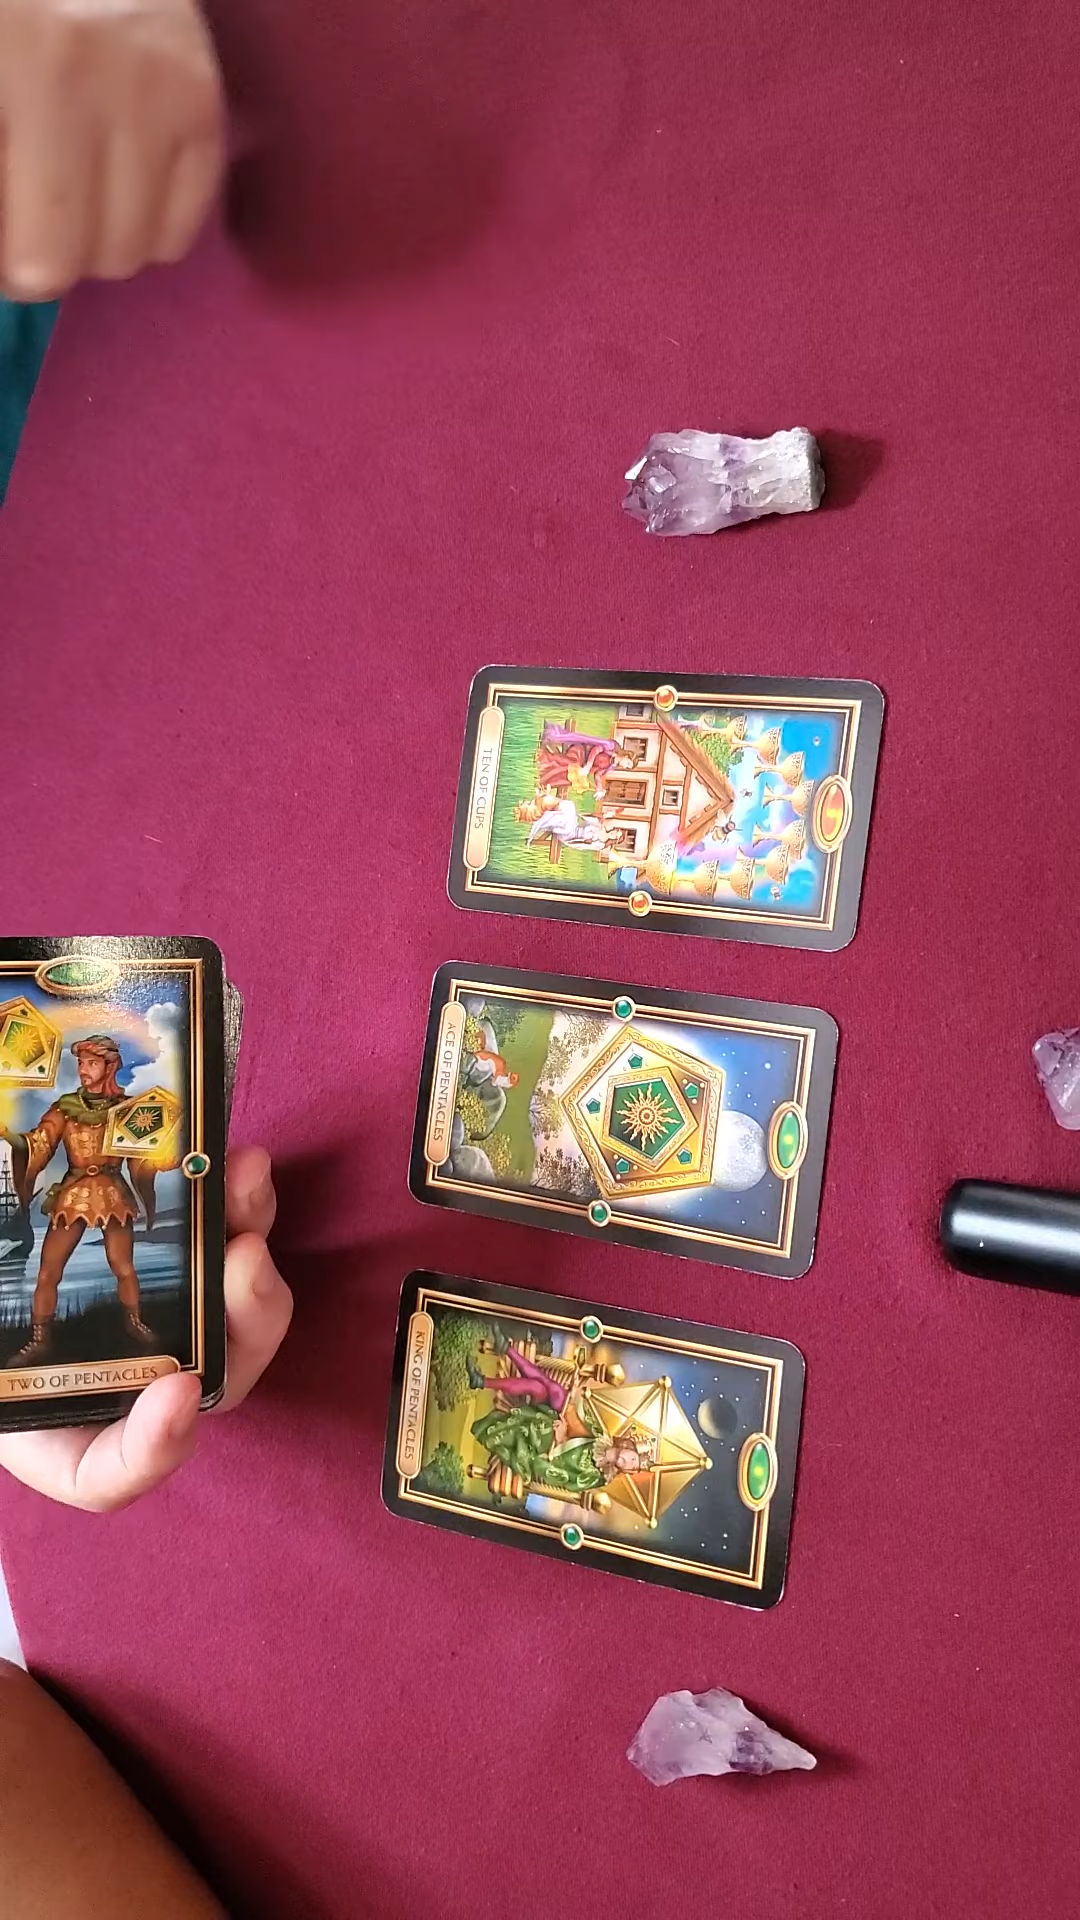 TEN OF CUPS
ACE OF PENTACLES
KING OF PENTACLES
TWO OF PENTACLES